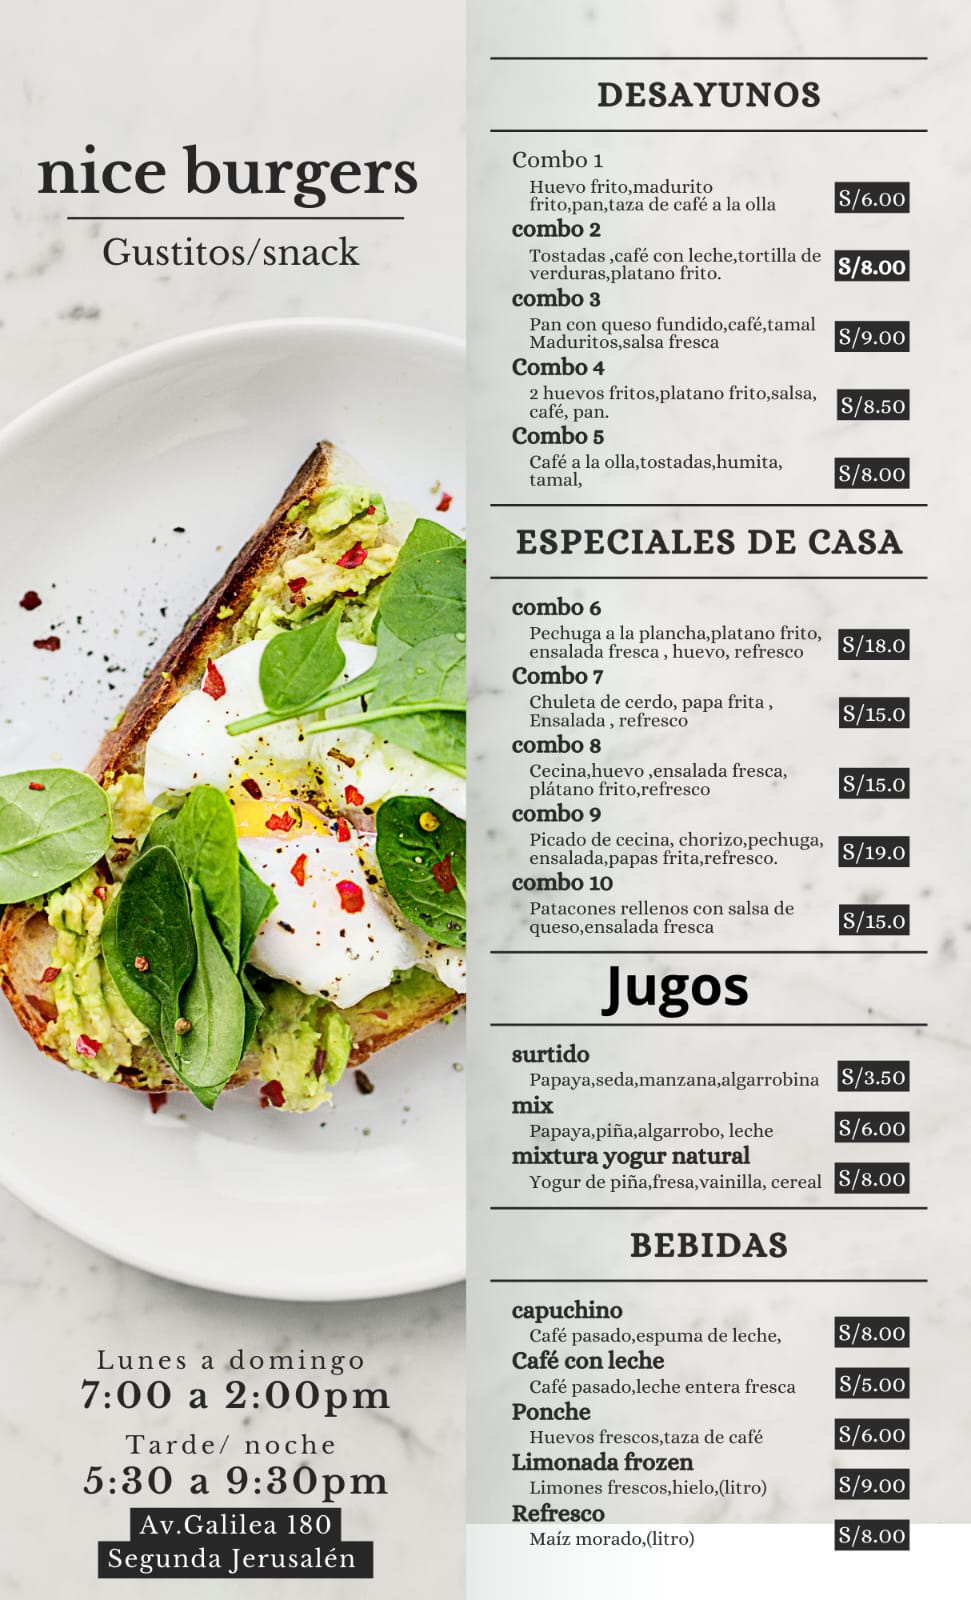 nice burgers
Gustitos/snack
Lunes a domingo
7:00 a 2:00pm
Tarde/ noche
5:30 a 9:30pm
Av.Galilea 180
Segunda Jerusalén
DESAYUNOS
Combo 1
Huevo frito,madurito
frito,pan,taza de café a la olla
S/6.00
combo 2
Tostadas ,café con leche,tortilla de
verduras,platano frito.
S/8.00
combo 3
Pan con queso fundido,café,tamal
Maduritos,salsa fresca
S/9.00
Combo 4
2 huevos fritos,platano frito,salsa,
café, pan.
S/8.50
Combo 5
Café a la olla,tostadas,humita,
tamal,
S/8.00
ESPECIALES DE CASA
combo 6
Pechuga a la plancha,platano frito,
ensalada fresca , huevo, refresco
S/18.0
Combo 7
Chuleta de cerdo, papa frita ,
Ensalada , refresco
S/15.0
combo 8
Cecina,huevo ,ensalada fresca,
plátano frito,refresco
S/15.0
combo 9
Picado de cecina, chorizo,pechuga,
ensalada,papas frita,refresco.
S/19.0
combo 10
Patacones rellenos con salsa de
queso,ensalada fresca
S/15.0
Jugos
surtido
Papaya,seda,manzana,algarrobina
S/3.50
mix
Papaya,piña,algarrobo, leche
S/6.00
mixtura yogur natural
Yogur de piña,fresa,vainilla, cereal
S/8.00
BEBIDAS
capuchino
Café pasado,espuma de leche,
S/8.00
Café con leche
Café pasado,leche entera fresca
S/5.00
Ponche
Huevos frescos,taza de café
S/6.00
Limonada frozen
Limones frescos,hielo,(litro)
S/9.00
Refresco
Maíz morado,(litro)
S/8.00